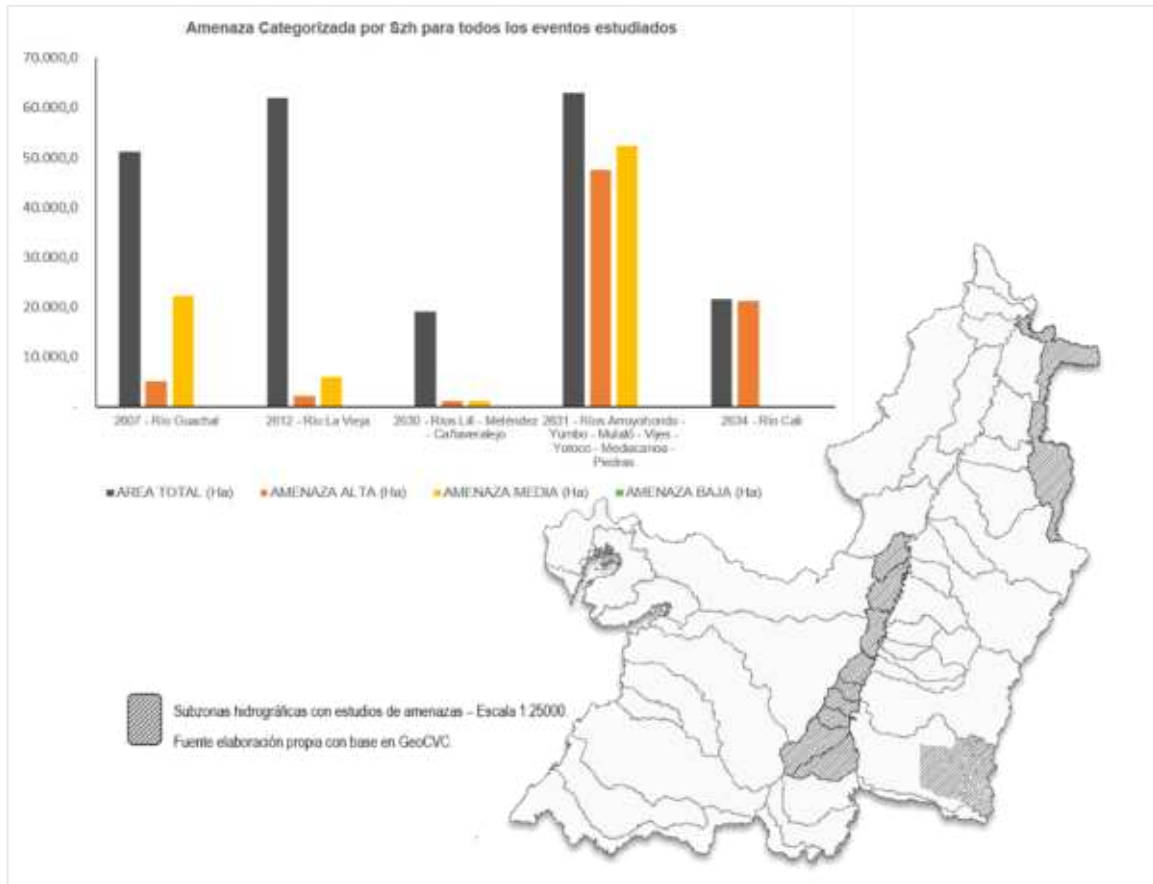 Amenaza Categorizada por Szh para todos los eventos estudiados
70.000,0
60.000,0
50.000,0
40.000,0
30.000,0
20.000,0
10.000,0
-
2007 - Río Guachal
2612 - Río La Vieja
2630 - Ríos Lili - Meléndez
- Cañaveralejo
2631 - Ríos Arroyohondo -
Yumbo - Mulaló - Vijes -
Yotoco - Mediacanoa -
Piedras
2634 - Río Cali
AREA TOTAL (Ha)
AMENAZA ALTA (Ha)
AMENAZA MEDIA (Ha)
AMENAZA BAJA (Ha)
Subzonas hidrográficas con estudios de amenazas – Escala 1:25000.
Fuente elaboración propia con base en GeoCVC.